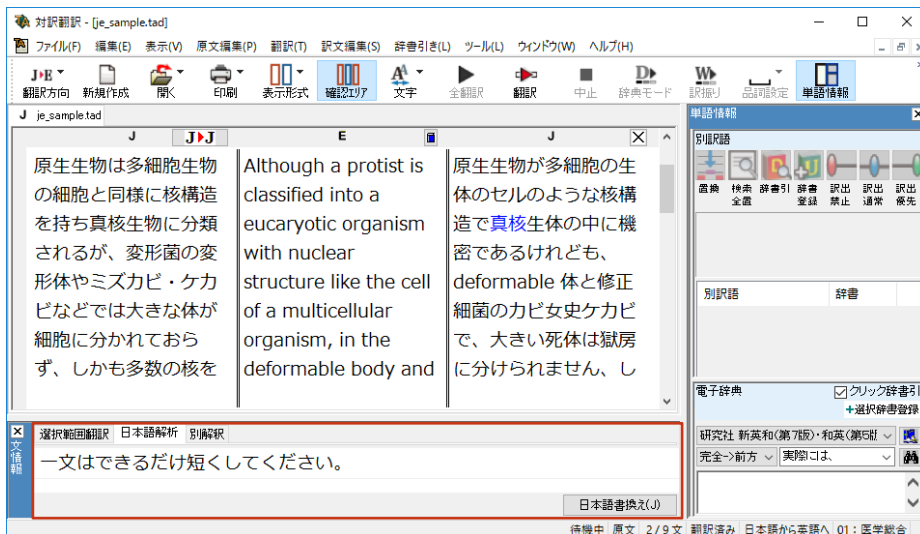 対訳翻訳 - [je_sample.tad]
ファイル(F) 編集(E) 表示(V) 原文編集(P) 翻訳(T) 訳文編集(S) 辞書引き(L) ツール(L) ウィンドウ(W) ヘルプ(H)
J▶E
翻訳方向 新規作成 開く 印刷 表示形式 確認エリア 文字 全翻訳 翻訳 中止 辞典モード 訳振り 品詞設定 単語情報
J je_sample.tad
J J▶J E J
原生生物は多細胞生物
の細胞と同様に核構造
を持ち真核生物に分類
されるが、変形菌の変
形体やミズカビ・ケカ
ビなどでは大きな体が
細胞に分かれておら
ず、しかも多数の核を
Although a protist is
classified into a
eucaryotic organism
with nuclear
structure like the cell
of a multicellular
organism, in the
deformable body and
原生生物が多細胞の生
体のセルのような核構
造で真核生体の中に機
密であるけれども、
deformable 体と修正
細菌のカビ女史ケカビ
で、大きい死体は獄房
に分けられません、し
単語情報
別訳語
置換 検索全置 辞書引 辞書登録 訳出禁止 訳出通常 訳出優先
別訳語 辞書
電子辞典 クリック辞書引
+選択辞書登録
研究社 新英和(第7版)・和英(第5版
完全->前方 実際には、
文情報
選択範囲翻訳 日本語解析 別解釈
一文はできるだけ短くしてください。
日本語書換え(J)
待機中 原文 2/9文 翻訳済み 日本語から英語へ 01：医学総合